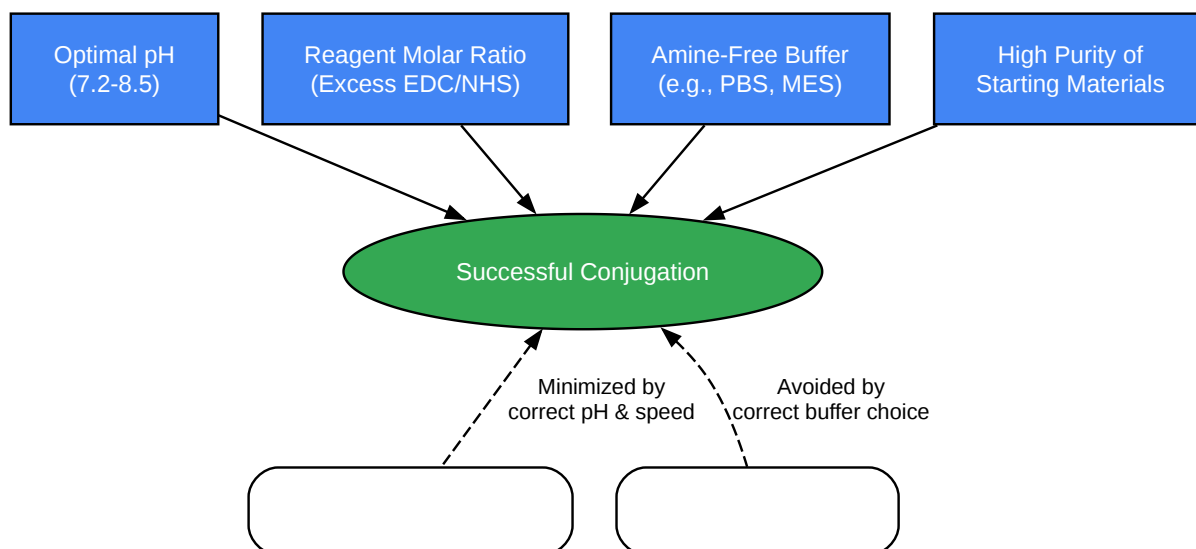 Optimal pH
(7.2-8.5)
Reagent Molar Ratio
(Excess EDC/NHS)
Amine-Free Buffer
(e.g., PBS, MES)
High Purity of
Starting Materials
Successful Conjugation
Minimized by
correct pH & speed
Avoided by
correct buffer choice